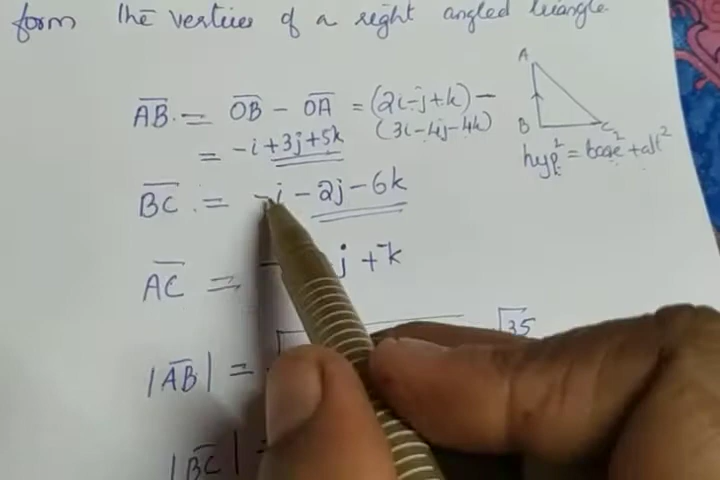 form the vertices of a right angled triangle.
AB = OB - OA = (2i-j+k) -
(3i-4j-4k)
= -i+3j+5k
BC = -i - 2j - 6k
AC = j + k
|AB| = √35
|BC| =
A
B
C
hyp² = base² + alt²